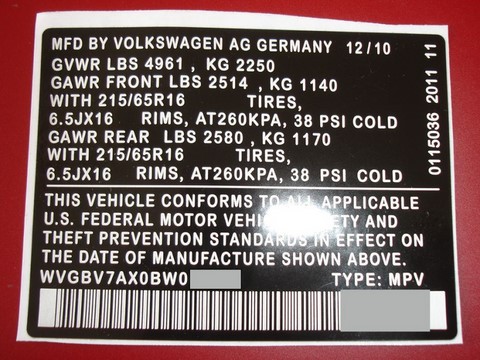 MFD BY VOLKSWAGEN AG GERMANY 12/10
GVWR LBS 4961 , KG 2250
GAWR FRONT LBS 2514 , KG 1140
WITH 215/65R16 TIRES,
6.5JX16 RIMS, AT260KPA, 38 PSI COLD
GAWR REAR LBS 2580 , KG 1170
WITH 215/65R16 TIRES,
6.5JX16 RIMS, AT260KPA, 38 PSI COLD
THIS VEHICLE CONFORMS TO ALL APPLICABLE
U.S. FEDERAL MOTOR VEHICLE SAFETY AND
THEFT PREVENTION STANDARDS IN EFFECT ON
THE DATE OF MANUFACTURE SHOWN ABOVE.
WVGBV7AX0BW0 TYPE: MPV
0115036 2011 11